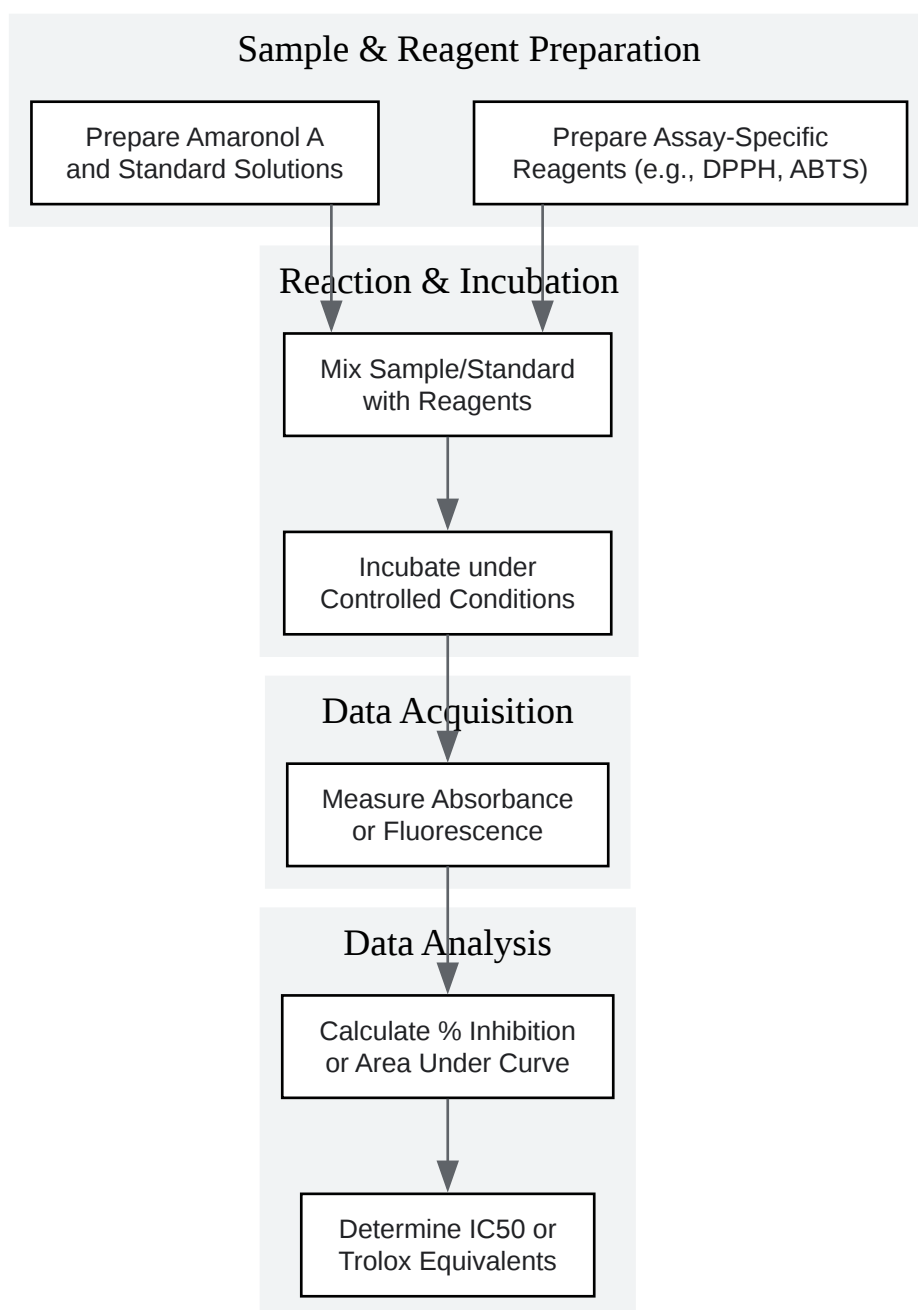 Sample & Reagent Preparation
Prepare Amaronol A
and Standard Solutions
Prepare Assay-Specific
Reagents (e.g., DPPH, ABTS)
Reaction & Incubation
Mix Sample/Standard
with Reagents
Incubate under
Controlled Conditions
Data Acquisition
Measure Absorbance
or Fluorescence
Data Analysis
Calculate % Inhibition
or Area Under Curve
Determine IC50 or
Trolox Equivalents